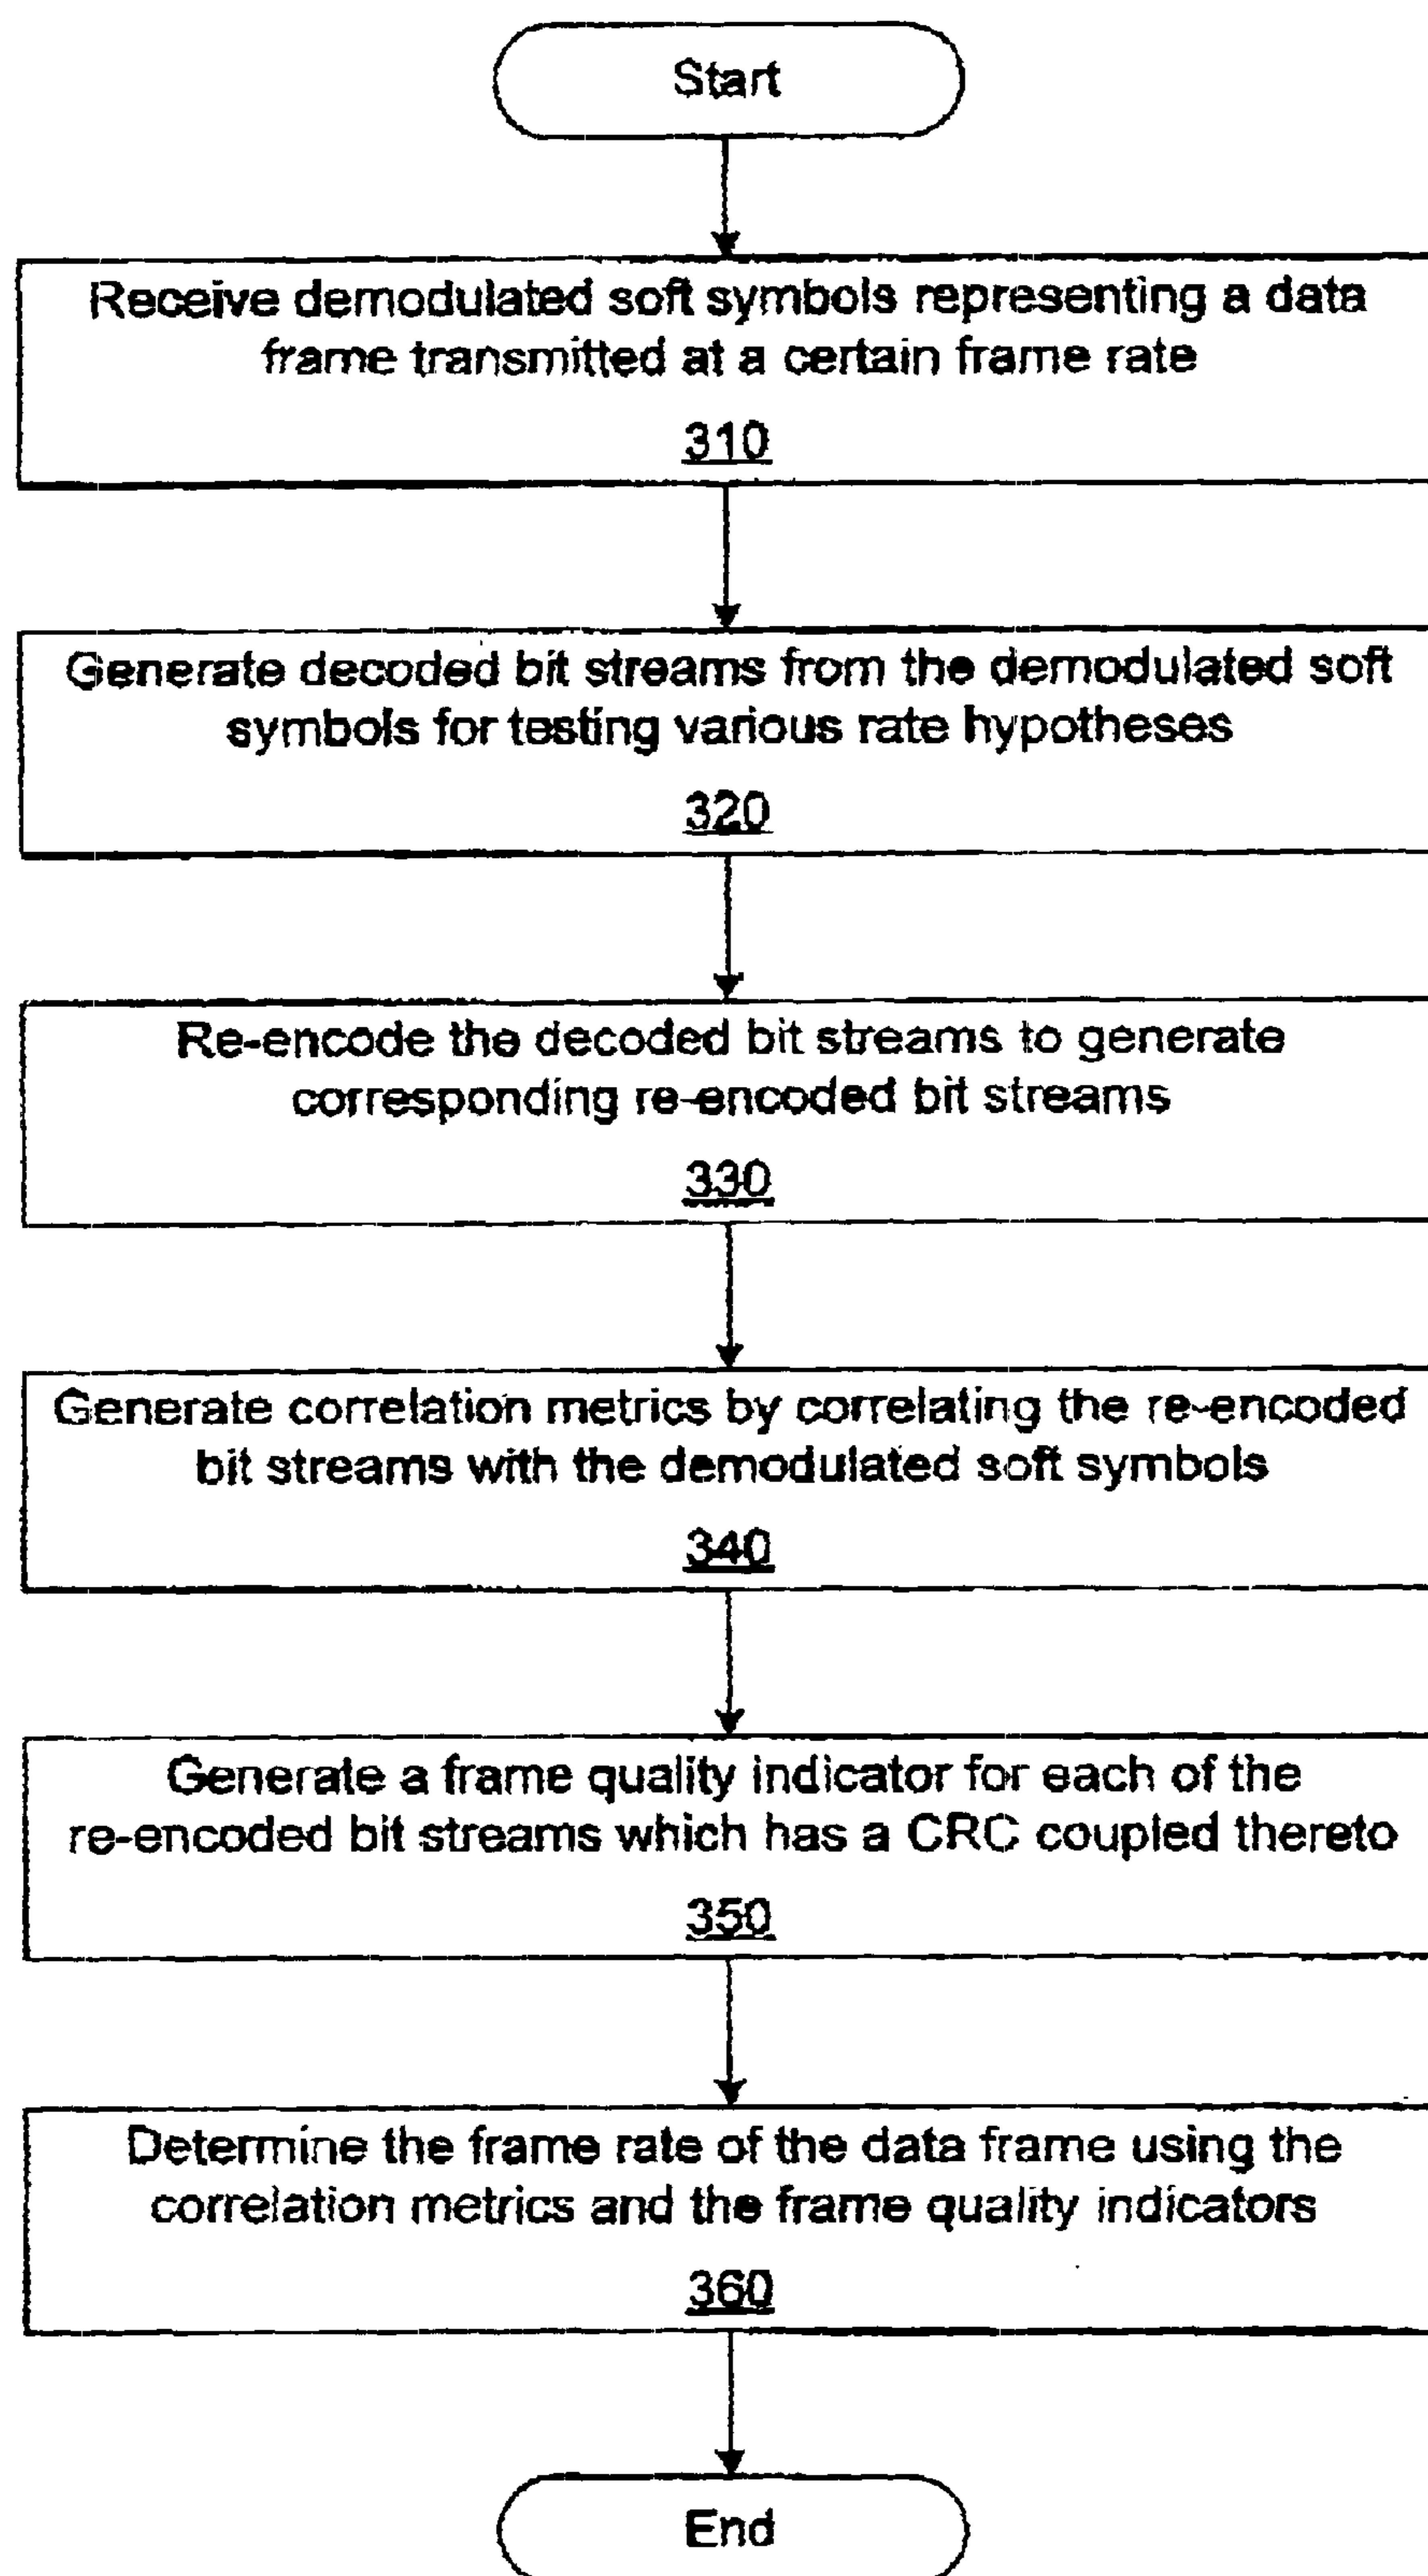 Start
Receive demodulated soft symbols representing a data
frame transmitted at a certain frame rate
310
Generate decoded bit streams from the demodulated soft
symbols for testing various rate hypotheses
320
Re-encode the decoded bit streams to generate
corresponding re-encoded bit streams
330
Generate correlation metrics by correlating the re-encoded
bit streams with the demodulated soft symbols
340
Generate a frame quality indicator for each of the
re-encoded bit streams which has a CRC coupled thereto
350
Determine the frame rate of the data frame using the
correlation metrics and the frame quality indicators
360
End